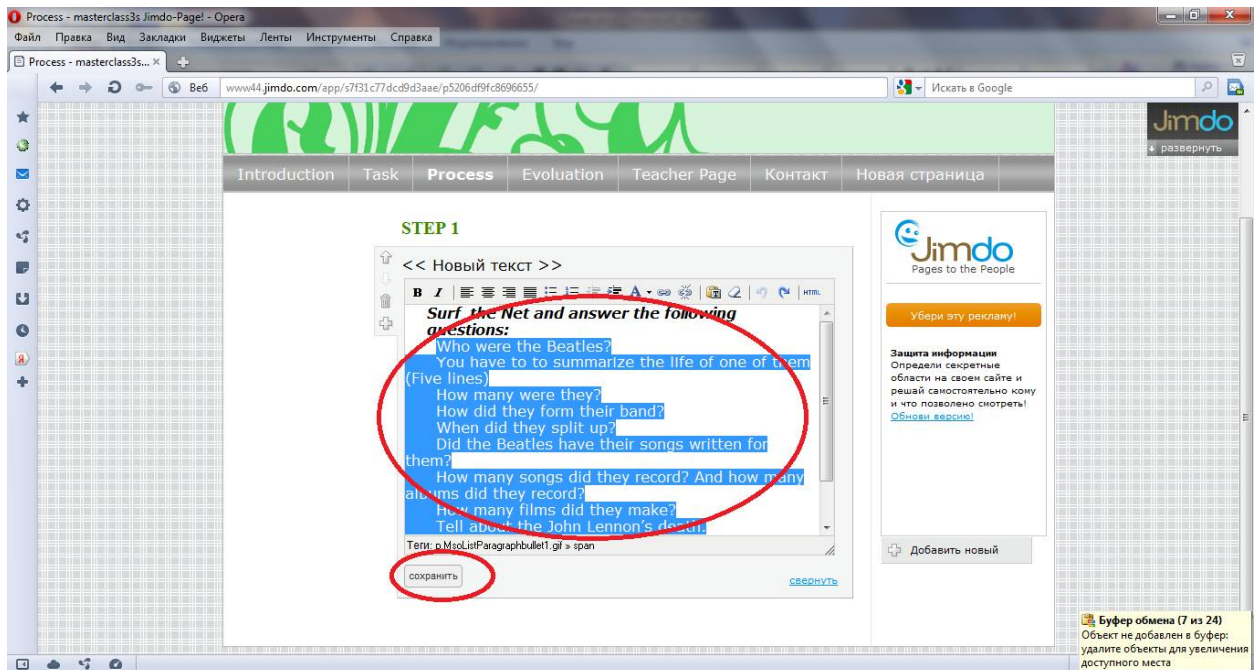 Process - masterclass3s Jimdo-Page! - Opera
Файл Правка Вид Закладки Виджеты Ленты Инструменты Справка
Process - masterclass3s...
Веб www44.jimdo.com/app/s7f31c77dcd9d3aae/p5206df9fc8696655/ Искать в Google
Jimdo
развернуть
Introduction Task Process Evoluation Teacher Page Контакт Новая страница
STEP 1
<< Новый текст >>
B I A HTML
Surf the Net and answer the following
questions:
Who were the Beatles?
You have to to summarize the life of one of them
(Five lines)
How many were they?
How did they form their band?
When did they split up?
Did the Beatles have their songs written for
them?
How many songs did they record? And how many
albums did they record?
How many films did they make?
Tell about the John Lennon's death.
Теги: p.MsoListParagraphbullet1.gif » span
сохранить
свернуть
Jimdo
Pages to the People
Убери эту рекламу!
Защита информации
Определи секретные
области на своем сайте и
решай самостоятельно кому
и что позволено смотреть!
Обнови версию!
Добавить новый
Буфер обмена (7 из 24)
Объект не добавлен в буфер:
удалите объекты для увеличения
доступного места